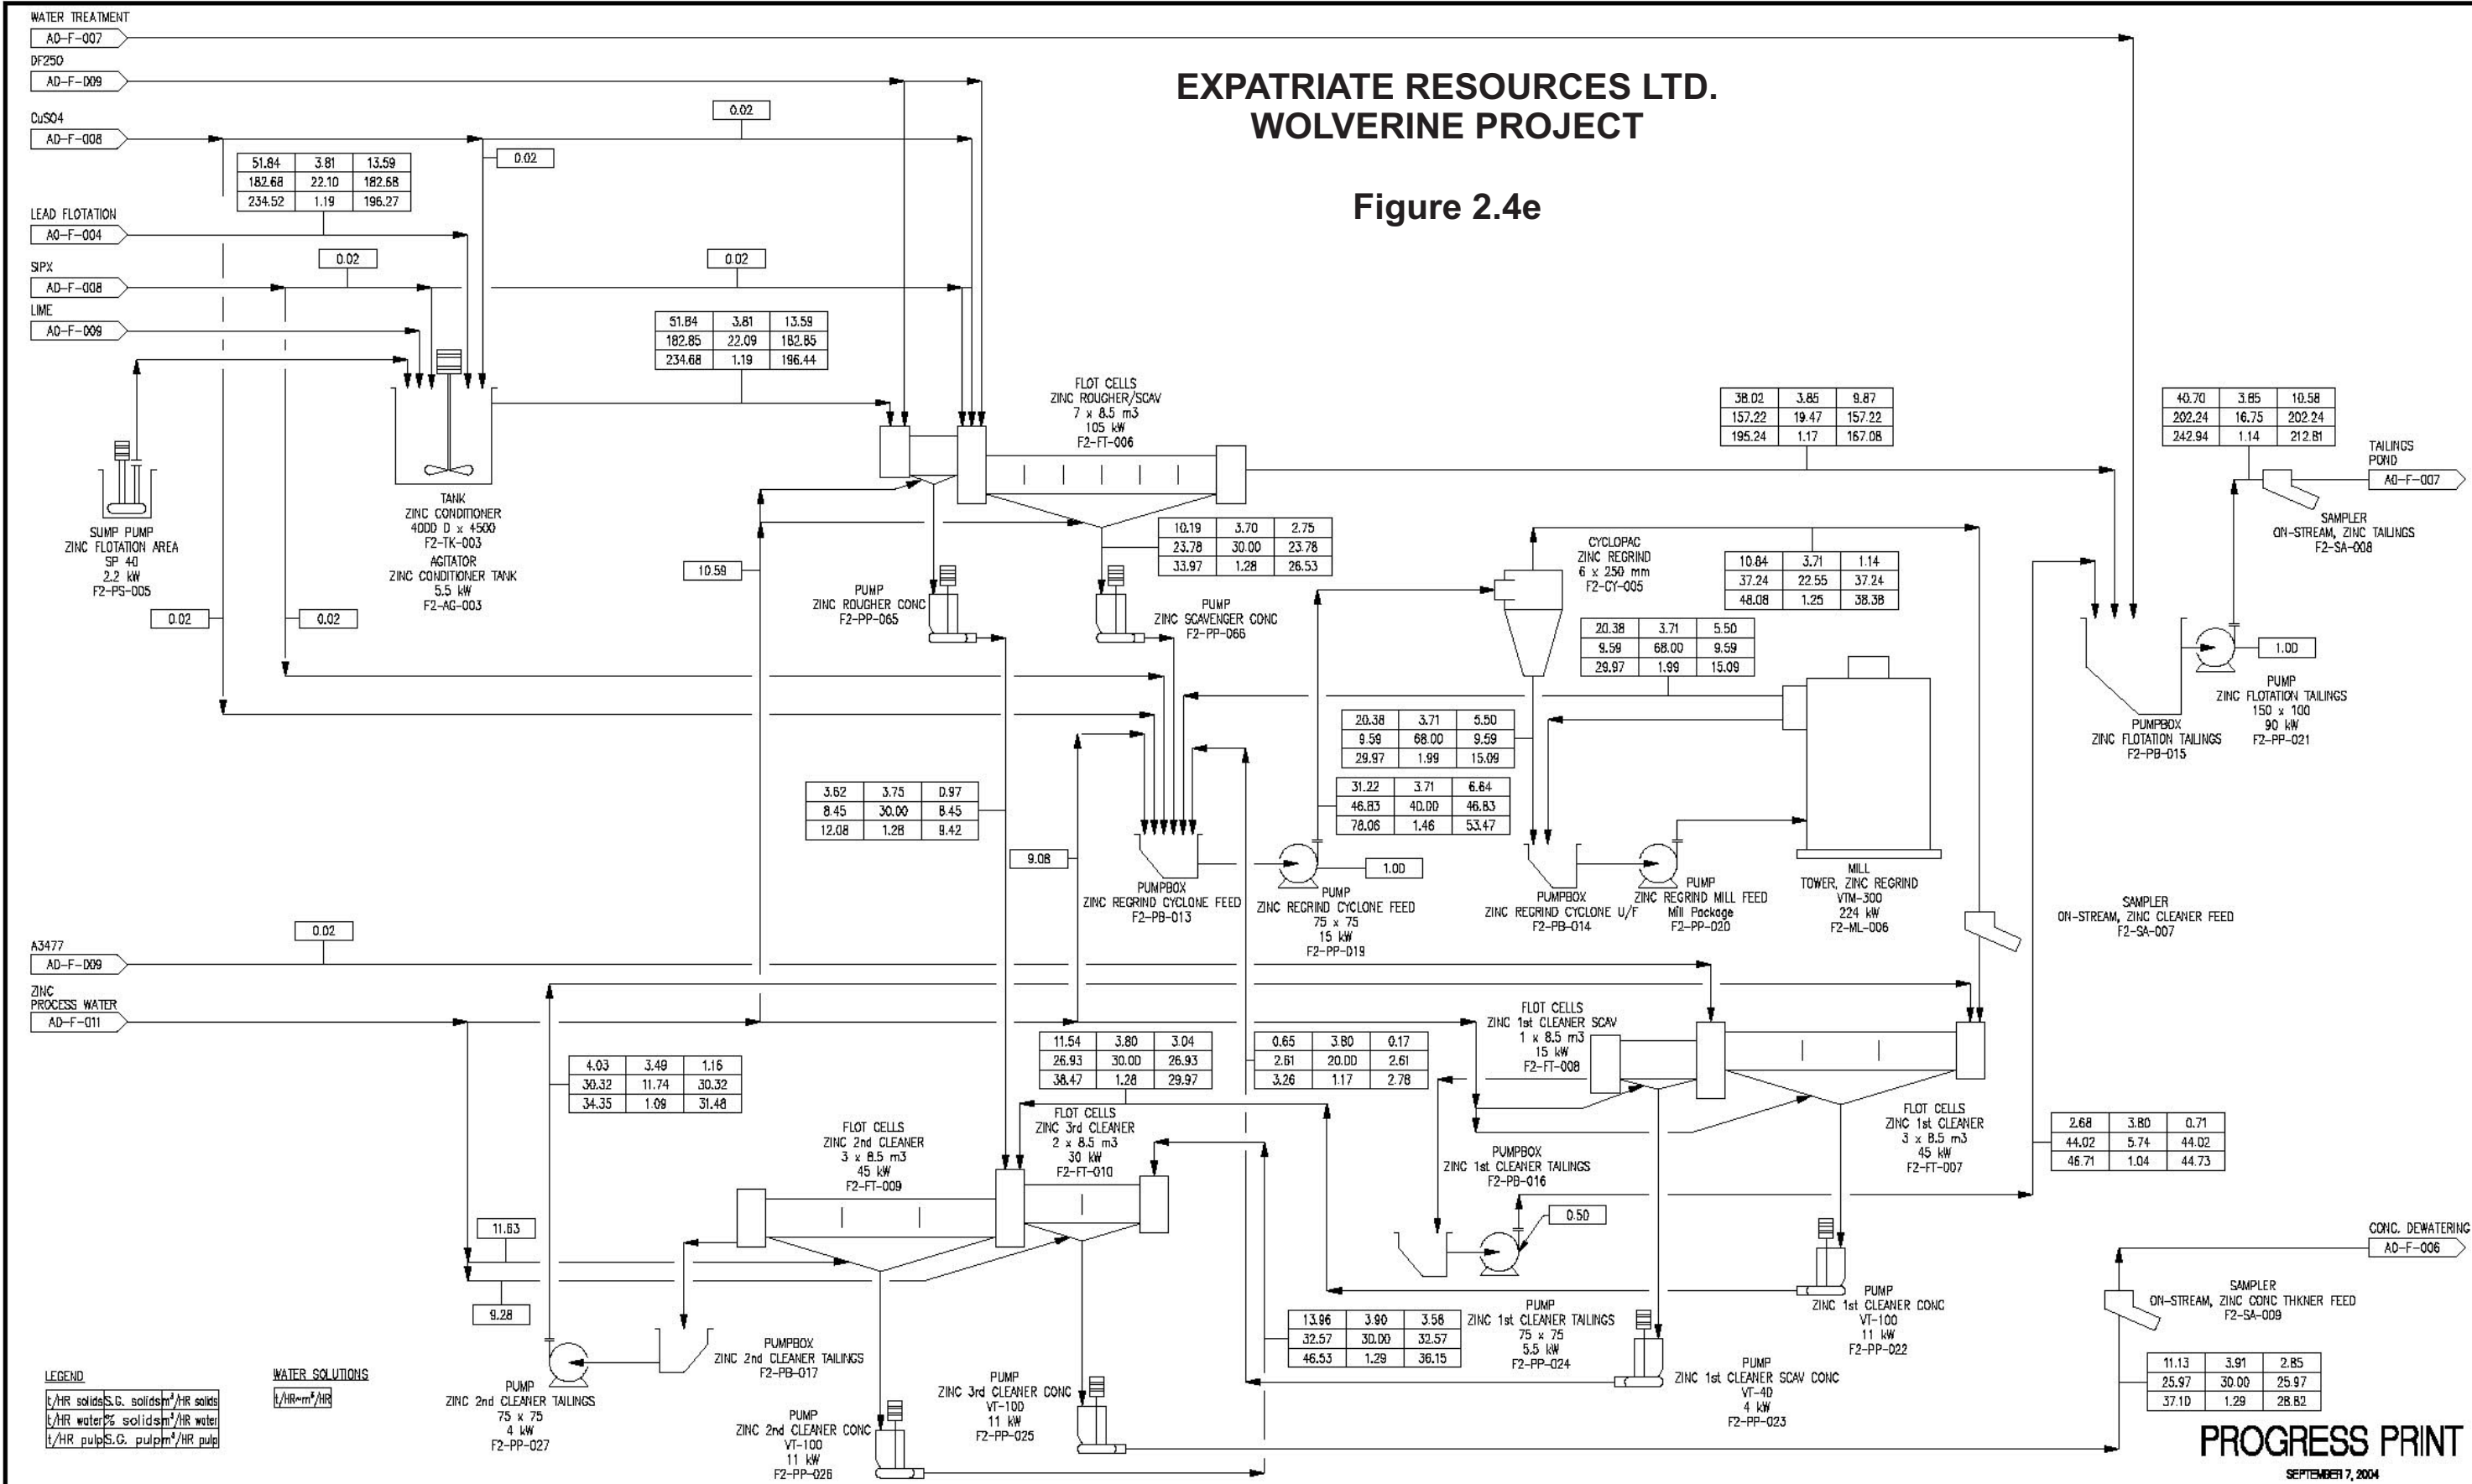 EXPATRIATE RESOURCES LTD.
WOLVERINE PROJECT
Figure 2.4e
WATER TREATMENT
A0-F-007
DF250
AD-F-009
CuSO4
AD-F-008
0.02
0.02
51.84 3.81 13.59
182.68 22.10 182.68
234.52 1.19 196.27
LEAD FLOTATION
A0-F-004
SIPX
AD-F-008
0.02
0.02
LIME
A0-F-009
51.84 3.81 13.59
182.85 22.09 182.85
234.68 1.19 196.44
FLOT CELLS
ZINC ROUGHER/SCAV
7 x 8.5 m3
105 kW
F2-FT-006
38.02 3.85 9.87
157.22 19.47 157.22
195.24 1.17 167.08
40.70 3.85 10.58
202.24 16.75 202.24
242.94 1.14 212.81
TAILINGS
POND
A0-F-007
SAMPLER
ON-STREAM, ZINC TAILINGS
F2-SA-008
SUMP PUMP
ZINC FLOTATION AREA
SP 40
2.2 kW
F2-PS-005
TANK
ZINC CONDITIONER
4000 D x 4500
F2-TK-003
AGITATOR
ZINC CONDITIONER TANK
5.5 kW
F2-AG-003
0.02
0.02
10.59
10.19 3.70 2.75
23.78 30.00 23.78
33.97 1.28 26.53
PUMP
ZINC ROUGHER CONC
F2-PP-065
PUMP
ZINC SCAVENGER CONC
F2-PP-066
CYCLOPAC
ZINC REGRIND
6 x 250 mm
F2-CY-005
10.84 3.71 1.14
37.24 22.55 37.24
48.08 1.25 38.38
20.38 3.71 5.50
9.59 68.00 9.59
29.97 1.99 15.09
1.00
PUMP
ZINC FLOTATION TAILINGS
150 x 100
90 kW
F2-PP-021
PUMPBOX
ZINC FLOTATION TAILINGS
F2-PB-015
20.38 3.71 5.50
9.59 68.00 9.59
29.97 1.99 15.09
31.22 3.71 6.64
46.83 40.00 46.83
78.06 1.46 53.47
3.62 3.75 0.97
8.45 30.00 8.45
12.08 1.28 9.42
9.08
1.00
PUMPBOX
ZINC REGRIND CYCLONE FEED
F2-PB-013
PUMP
ZINC REGRIND CYCLONE FEED
75 x 75
15 kW
F2-PP-019
PUMPBOX
ZINC REGRIND CYCLONE U/F
F2-PB-014
PUMP
ZINC REGRIND MILL FEED
Mill Package
F2-PP-020
MILL
TOWER, ZINC REGRIND
VTM-300
224 kW
F2-ML-006
SAMPLER
ON-STREAM, ZINC CLEANER FEED
F2-SA-007
A3477
AD-F-009
0.02
ZINC
PROCESS WATER
AD-F-011
4.03 3.49 1.16
30.32 11.74 30.32
34.35 1.09 31.48
11.54 3.80 3.04
26.93 30.00 26.93
38.47 1.28 29.97
0.65 3.80 0.17
2.61 20.00 2.61
3.26 1.17 2.78
FLOT CELLS
ZINC 1st CLEANER SCAV
1 x 8.5 m3
15 kW
F2-FT-008
FLOT CELLS
ZINC 1st CLEANER
3 x 8.5 m3
45 kW
F2-FT-007
2.68 3.80 0.71
44.02 5.74 44.02
46.71 1.04 44.73
FLOT CELLS
ZINC 2nd CLEANER
3 x 8.5 m3
45 kW
F2-FT-009
FLOT CELLS
ZINC 3rd CLEANER
2 x 8.5 m3
30 kW
F2-FT-010
PUMPBOX
ZINC 1st CLEANER TAILINGS
F2-PB-016
0.50
11.63
9.28
CONC. DEWATERING
A0-F-006
SAMPLER
ON-STREAM, ZINC CONC THKNER FEED
F2-SA-009
PUMP
ZINC 1st CLEANER CONC
VT-100
11 kW
F2-PP-022
13.96 3.90 3.58
32.57 30.00 32.57
46.53 1.29 36.15
PUMP
ZINC 1st CLEANER TAILINGS
75 x 75
5.5 kW
F2-PP-024
PUMP
ZINC 1st CLEANER SCAV CONC
VT-40
4 kW
F2-PP-023
11.13 3.91 2.85
25.97 30.00 25.97
37.10 1.29 28.82
PUMPBOX
ZINC 2nd CLEANER TAILINGS
F2-PB-017
PUMP
ZINC 2nd CLEANER TAILINGS
75 x 75
4 kW
F2-PP-027
PUMP
ZINC 3rd CLEANER CONC
VT-100
11 kW
F2-PP-025
PUMP
ZINC 2nd CLEANER CONC
VT-100
11 kW
F2-PP-026
LEGEND
t/HR solids S.G. solids m³/HR solids
t/HR water % solids m³/HR water
t/HR pulp S.G. pulp m³/HR pulp
WATER SOLUTIONS
t/HR~m³/HR
PROGRESS PRINT
SEPTEMBER 7, 2004